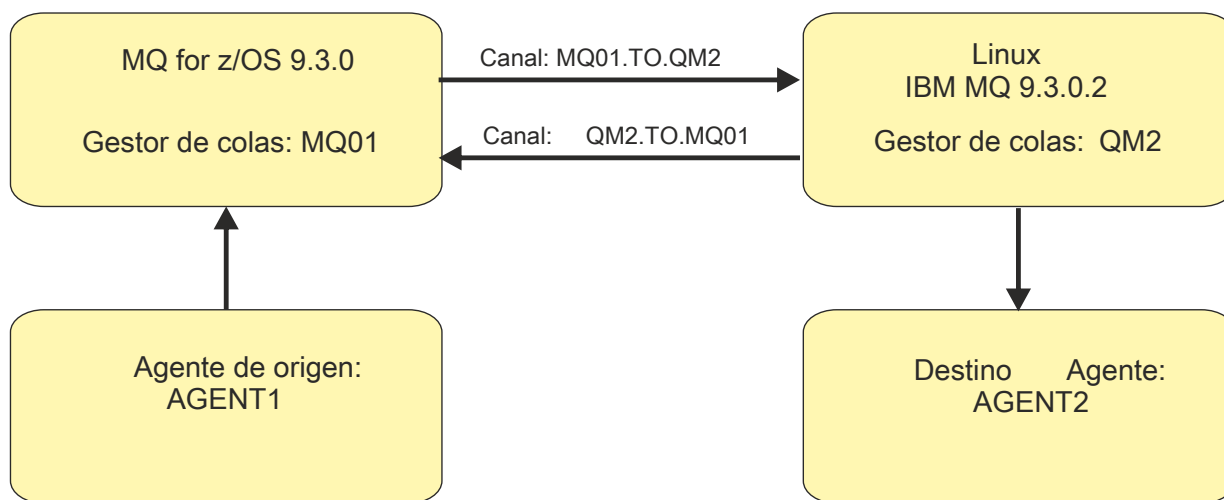 MQ for z/OS 9.3.0
Gestor de colas: MQ01
Canal: MQ01.TO.QM2
Canal: QM2.TO.MQ01
Linux
IBM MQ 9.3.0.2
Gestor de colas: QM2
Agente de origen:
AGENT1
Destino Agente:
AGENT2